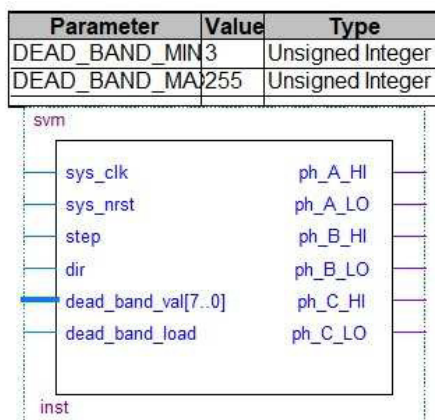 Parameter Value Type
DEAD_BAND_MIN 3 Unsigned Integer
DEAD_BAND_MA 255 Unsigned Integer
svm
sys_clk ph_A_HI
sys_nrst ph_A_LO
step ph_B_HI
dir ph_B_LO
dead_band_val[7..0] ph_C_HI
dead_band_load ph_C_LO
inst